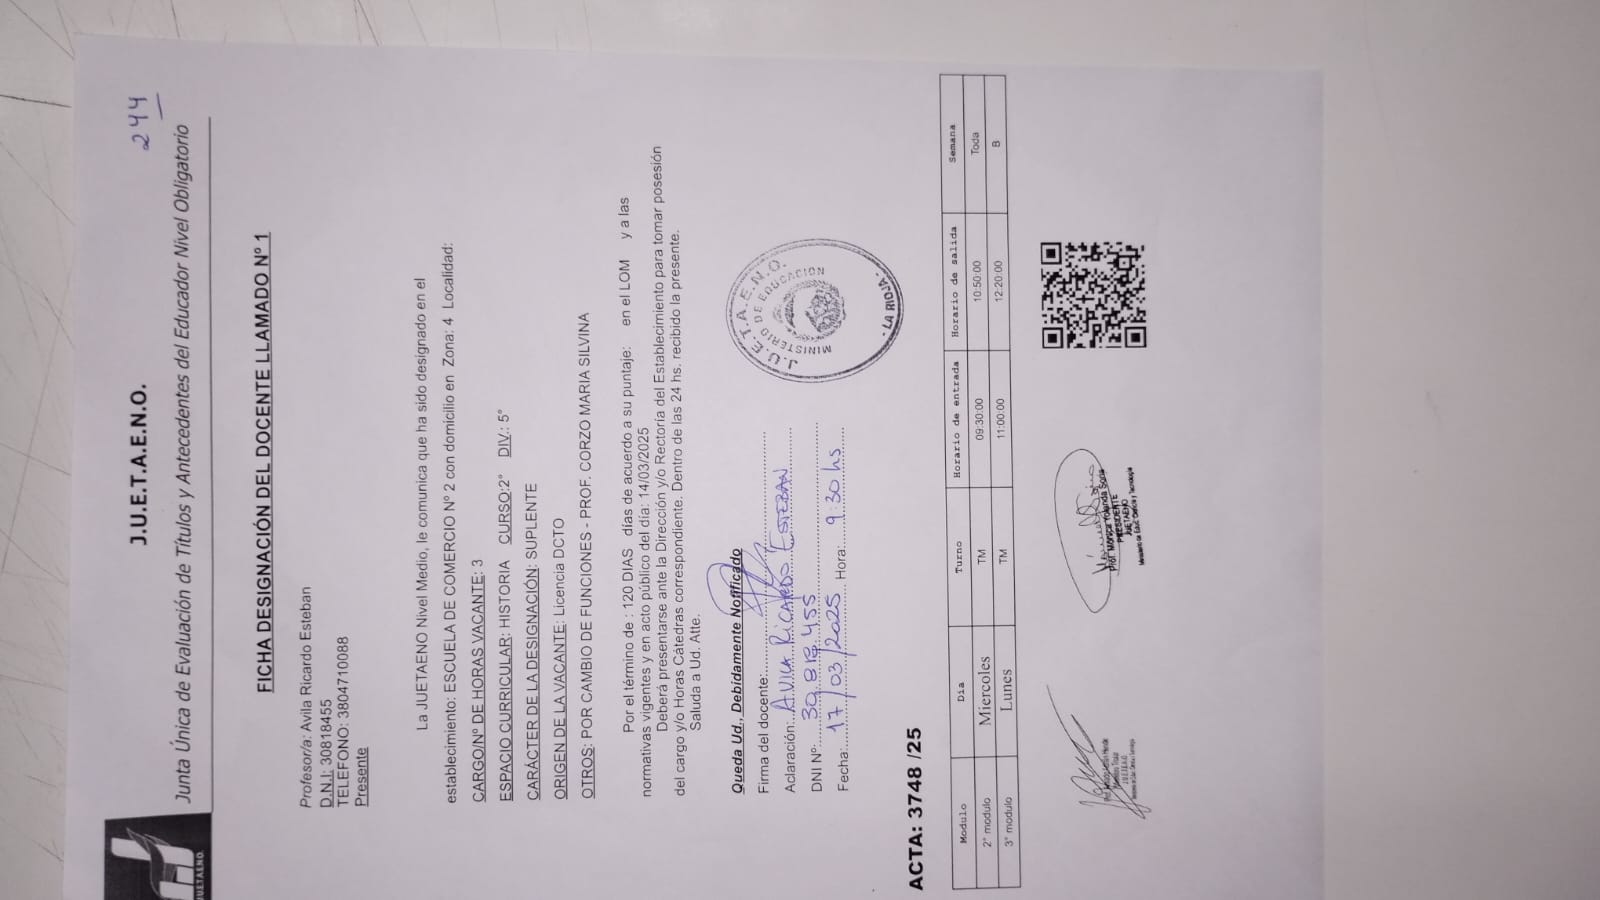 JUETAENO
J.U.E.T.A.E.N.O.
244
Junta Única de Evaluación de Títulos y Antecedentes del Educador Nivel Obligatorio
FICHA DESIGNACIÓN DEL DOCENTE LLAMADO Nº 1
Profesor/a: Avila Ricardo Esteban
D.N.I: 30818455
TELEFONO: 3804710088
Presente
La JUETAENO Nivel Medio, le comunica que ha sido designado en el
establecimiento: ESCUELA DE COMERCIO Nº 2 con domicilio en Zona: 4 Localidad:
CARGO/Nº DE HORAS VACANTE: 3
ESPACIO CURRICULAR: HISTORIA CURSO:2° DIV.: 5°
CARÁCTER DE LA DESIGNACIÓN: SUPLENTE
ORIGEN DE LA VACANTE: Licencia DCTO
OTROS: POR CAMBIO DE FUNCIONES - PROF. CORZO MARIA SILVINA
Por el término de : 120 DIAS días de acuerdo a su puntaje: en el LOM y a las
normativas vigentes y en acto público del día: 14/03/2025
Deberá presentarse ante la Dirección y/o Rectoría del Establecimiento para tomar posesión
del cargo y/o Horas Cátedras correspondiente. Dentro de las 24 hs. recibido la presente.
Saluda a Ud. Atte.
Queda Ud., Debidamente Notificado
Firma del docente:
Aclaración: AVILA RICARDO ESTEBAN
DNI Nº: 30.818.455
Fecha: 17/03/2025 Hora: 9:30 hs
J.U.E.T.A.E.N.O.
MINISTERIO DE EDUCACION
- LA RIOJA -
ACTA: 3748 /25
Modulo Dia Turno Horario de entrada Horario de salida Semana
2° modulo Miercoles TM 09:30:00 10:50:00 Toda
3° modulo Lunes TM 11:00:00 12:20:00 B
JUETAENO
Prof. Mónica Yolanda Soria
PRESIDENTE
JUETAENO